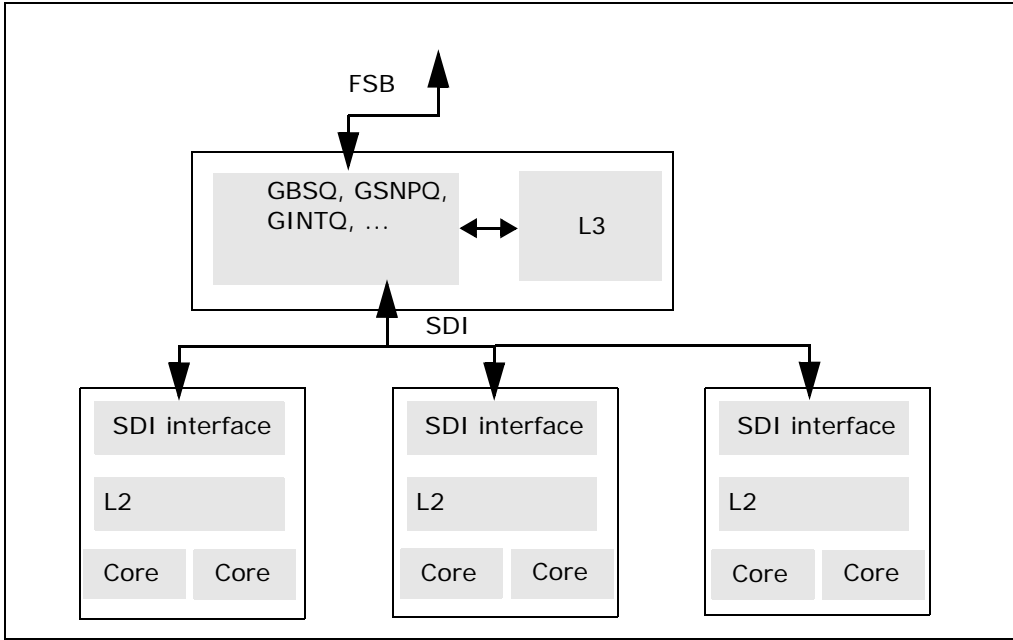 FSB
GBSQ, GSNPQ,
GINTQ, ...
L3
SDI
SDI interface
SDI interface
SDI interface
L2
L2
L2
Core
Core
Core
Core
Core
Core